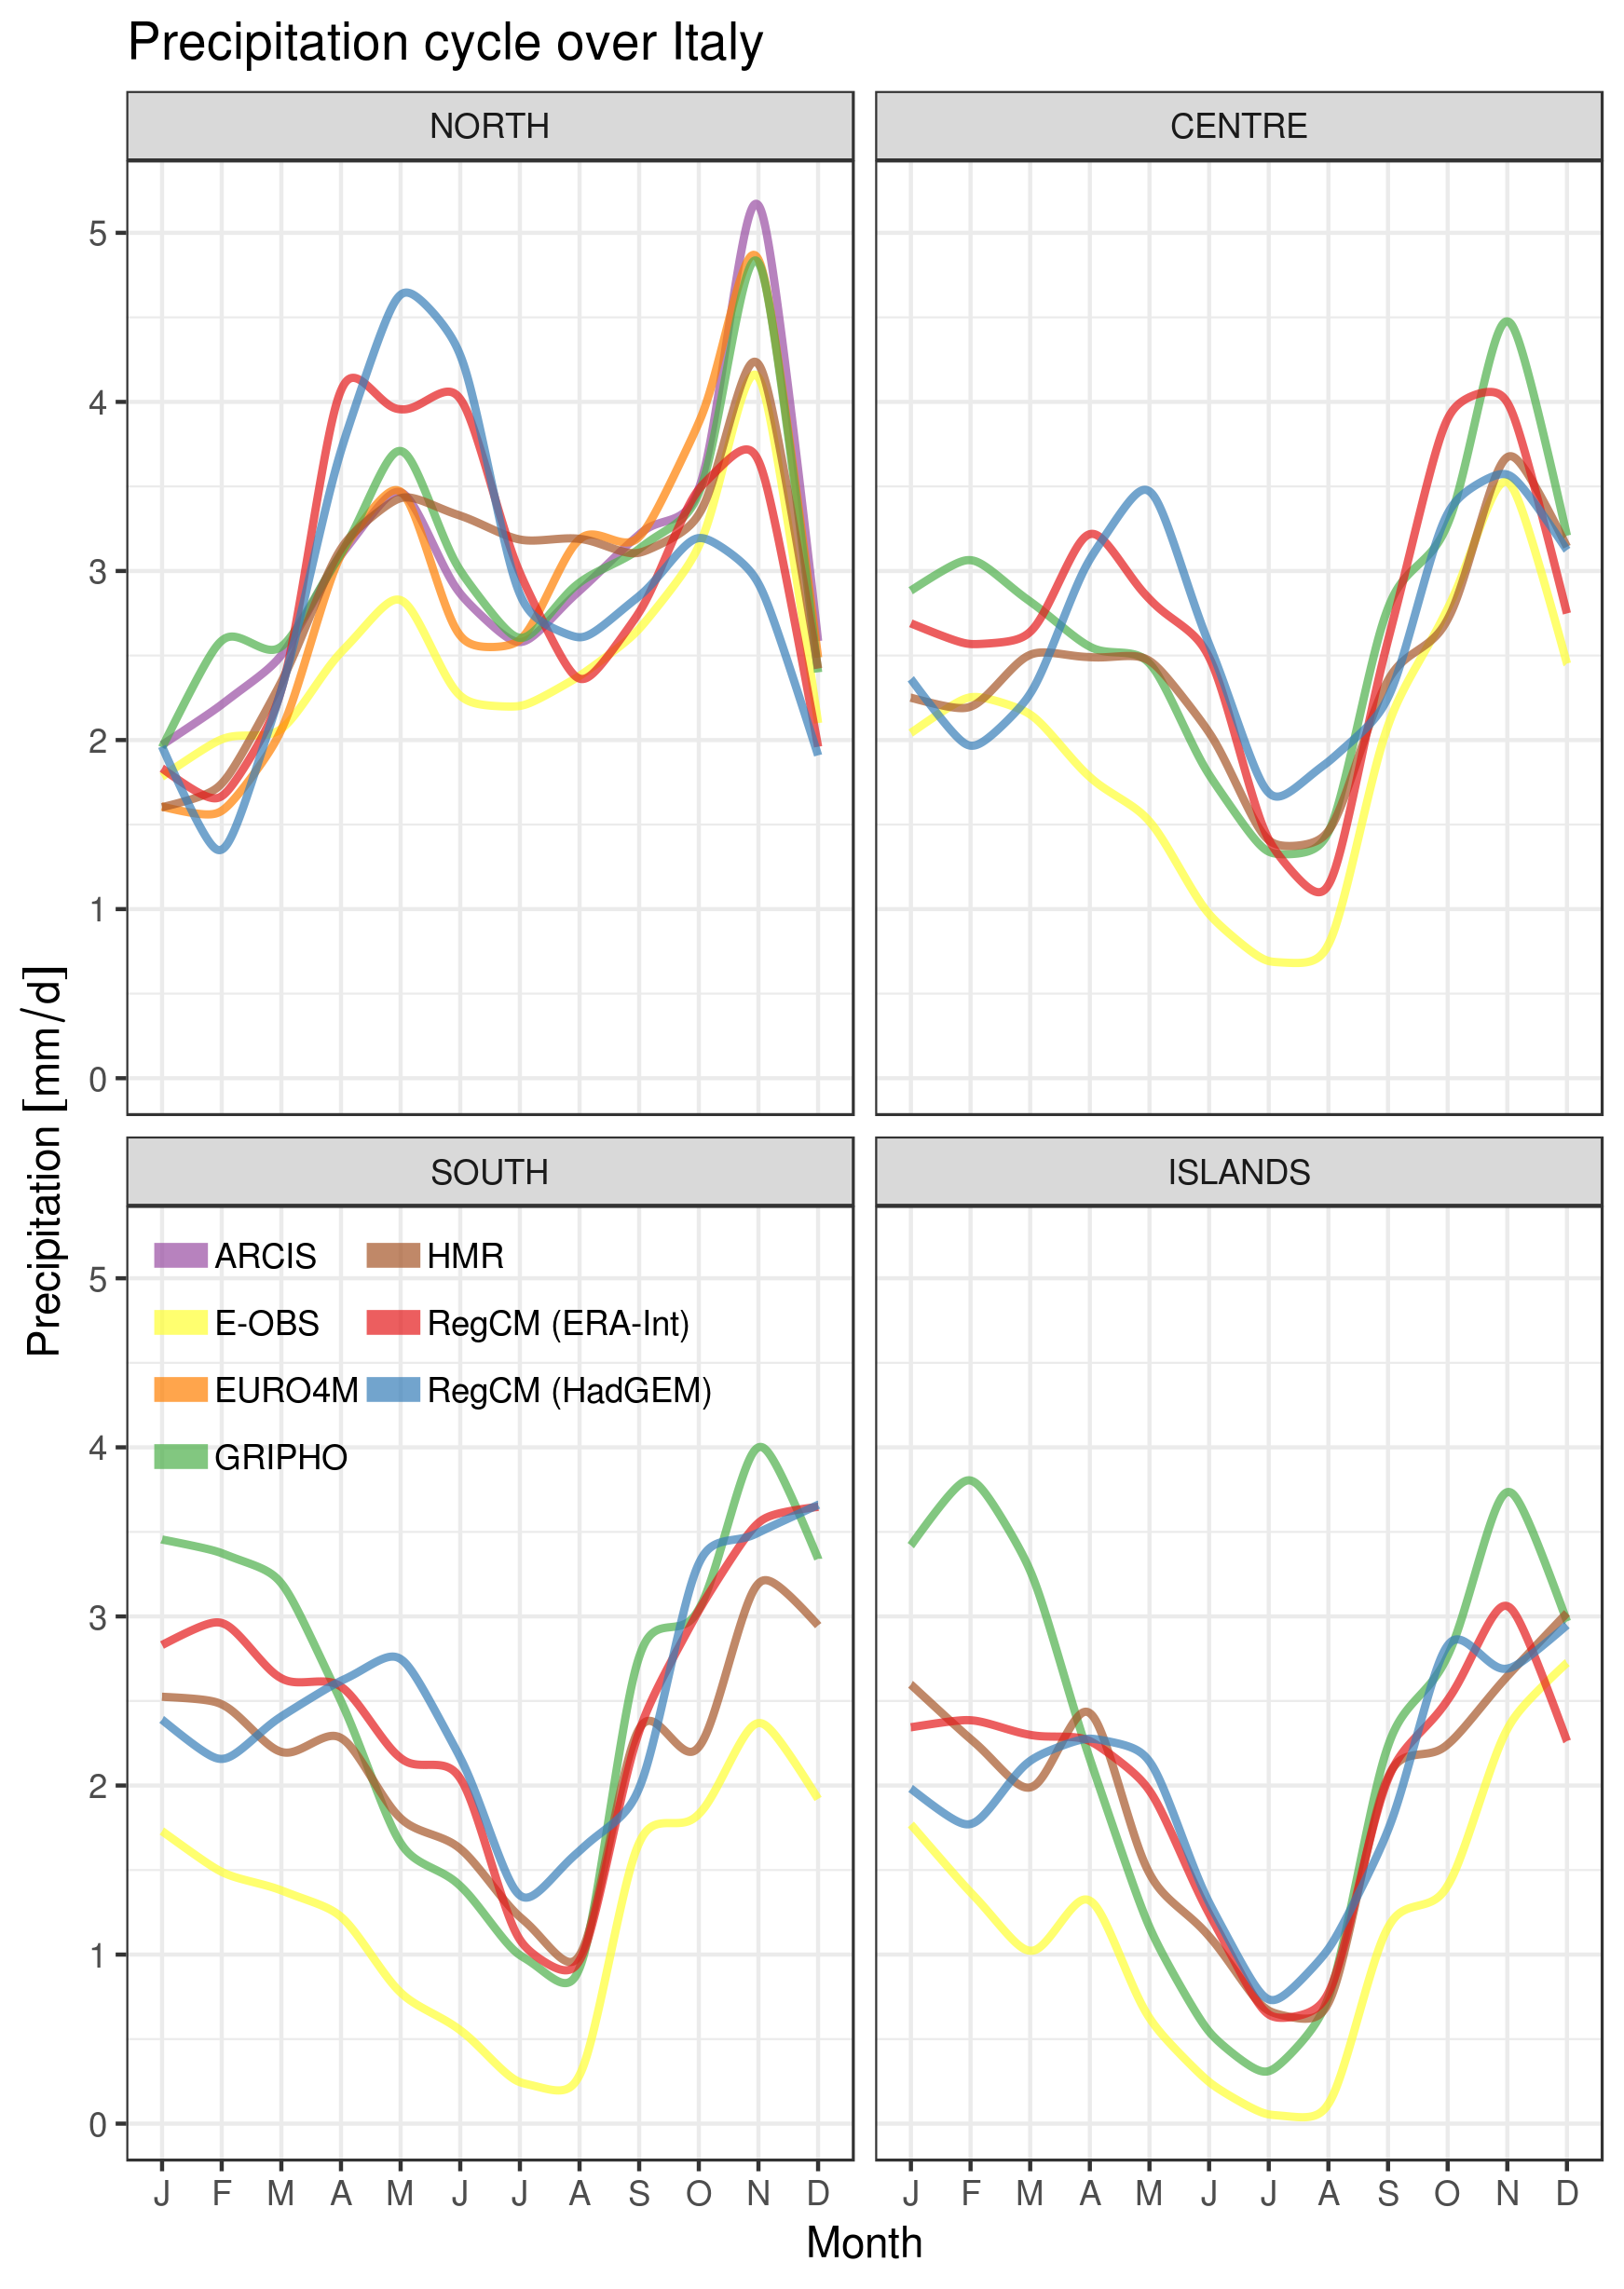 Precipitation cycle over Italy
NORTH
CENTRE
5
4
3
2
1
0
Precipitation [mm/d]
SOUTH
ISLANDS
ARCIS
HMR
E-OBS
RegCM (ERA-Int)
EURO4M
RegCM (HadGEM)
GRIPHO
5
4
3
2
1
0
J F M A M J J A S O N D
J F M A M J J A S O N D
Month